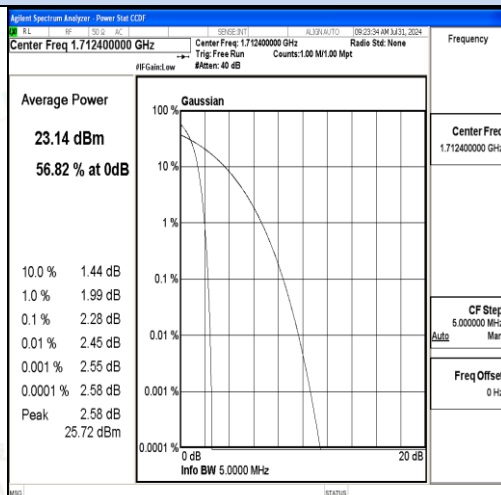 Agilent Spectrum Analyzer - Power Stat CCDF
RL RF 50 Ω AC SENSE:INT ALIGN AUTO 09:23:34 AM Jul 31, 2024
Center Freq 1.712400000 GHz
Center Freq: 1.712400000 GHz Radio Std: None
Trig: Free Run Counts:1.00 M/1.00 Mpt
#IFGain:Low #Atten: 40 dB
Frequency
Average Power
23.14 dBm
56.82 % at 0dB
10.0 % 1.44 dB
1.0 % 1.99 dB
0.1 % 2.28 dB
0.01 % 2.45 dB
0.001 % 2.55 dB
0.0001 % 2.58 dB
Peak 2.58 dB
25.72 dBm
Gaussian
100 %
10 %
1 %
0.1 %
0.01 %
0.001 %
0.0001 %
0 dB 20 dB
Info BW 5.0000 MHz
Center Freq
1.712400000 GHz
CF Step
5.000000 MHz
Auto Man
Freq Offset
0 Hz
MSG STATUS